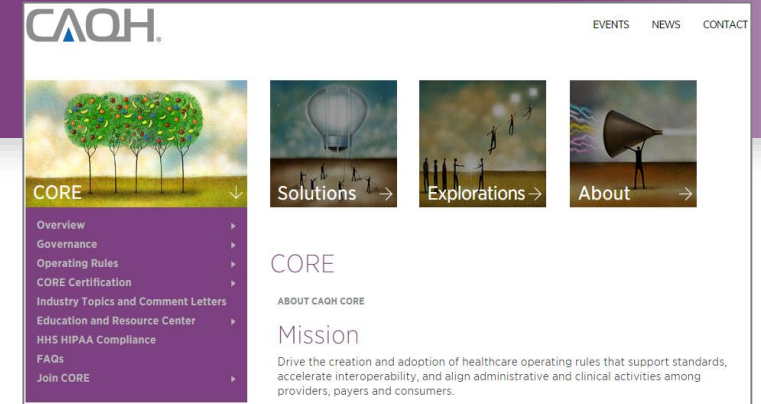 CAQH®
EVENTS NEWS CONTACT
CORE ↓
Solutions →
Explorations →
About →
Overview
Governance
Operating Rules
CORE Certification
Industry Topics and Comment Letters
Education and Resource Center
HHS HIPAA Compliance
FAQs
Join CORE
CORE
ABOUT CAQH CORE
Mission
Drive the creation and adoption of healthcare operating rules that support standards,
accelerate interoperability, and align administrative and clinical activities among
providers, payers and consumers.